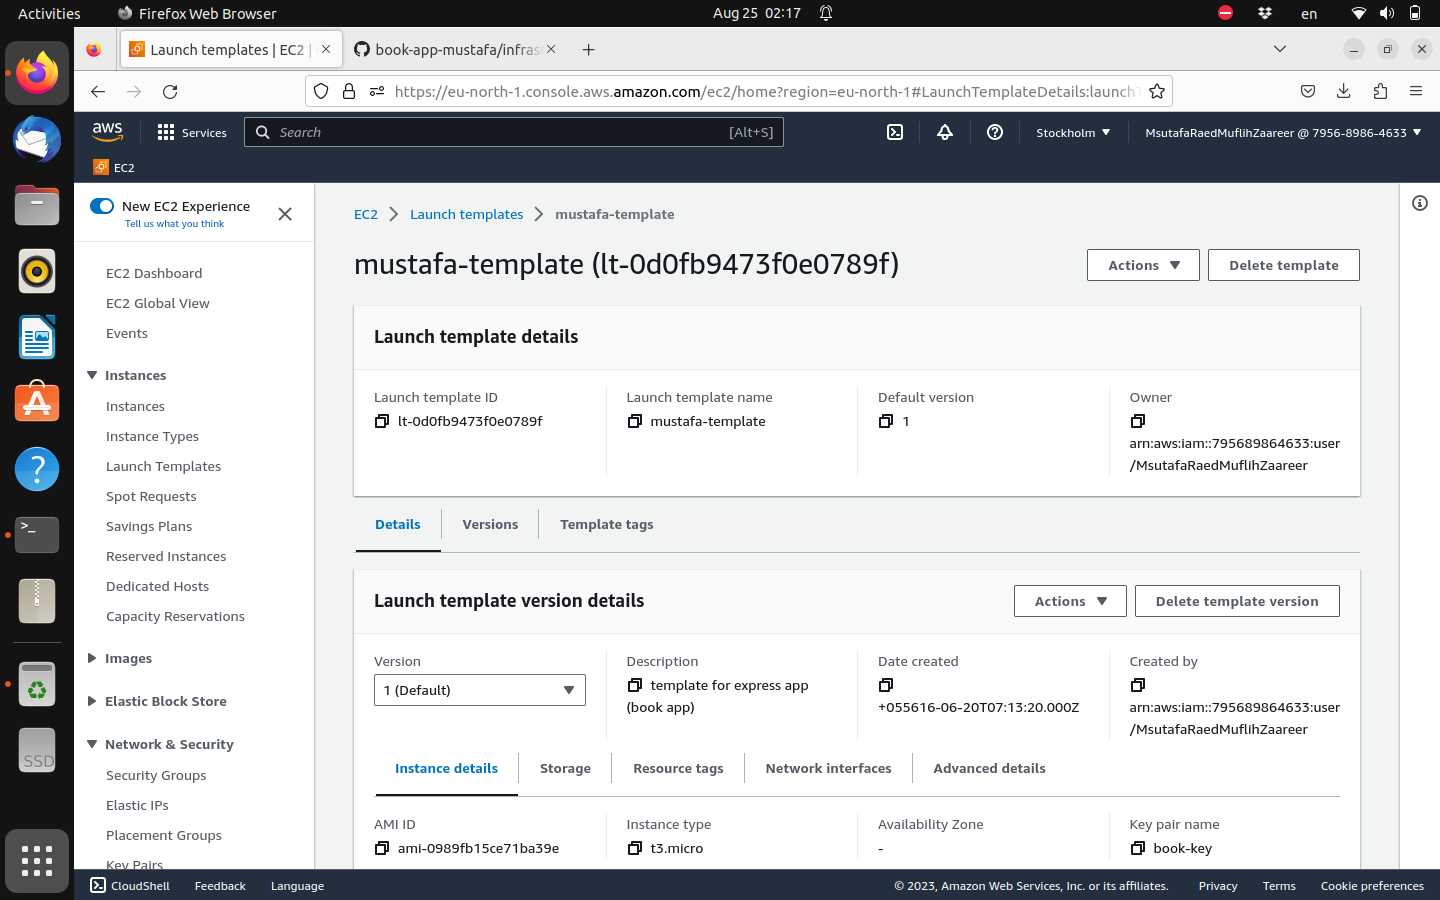 Activities
Firefox Web Browser
Aug 25 02:17
en
Launch templates | EC2 |
book-app-mustafa/infras
https://eu-north-1.console.aws.amazon.com/ec2/home?region=eu-north-1#LaunchTemplateDetails:launch
aws
Services
Search
[Alt+S]
Stockholm
MsutafaRaedMuflihZaareer @ 7956-8986-4633
EC2
New EC2 Experience
Tell us what you think
EC2 Dashboard
EC2 Global View
Events
Instances
Instances
Instance Types
Launch Templates
Spot Requests
Savings Plans
Reserved Instances
Dedicated Hosts
Capacity Reservations
Images
Elastic Block Store
Network & Security
Security Groups
Elastic IPs
Placement Groups
Key Pairs
EC2
Launch templates
mustafa-template
mustafa-template (lt-0d0fb9473f0e0789f)
Actions
Delete template
Launch template details
Launch template ID
lt-0d0fb9473f0e0789f
Launch template name
mustafa-template
Default version
1
Owner
arn:aws:iam::795689864633:user
/MsutafaRaedMuflihZaareer
Details
Versions
Template tags
Launch template version details
Actions
Delete template version
Version
1 (Default)
Description
template for express app
(book app)
Date created
+055616-06-20T07:13:20.000Z
Created by
arn:aws:iam::795689864633:user
/MsutafaRaedMuflihZaareer
Instance details
Storage
Resource tags
Network interfaces
Advanced details
AMI ID
ami-0989fb15ce71ba39e
Instance type
t3.micro
Availability Zone
-
Key pair name
book-key
SSD
CloudShell
Feedback
Language
© 2023, Amazon Web Services, Inc. or its affiliates.
Privacy
Terms
Cookie preferences